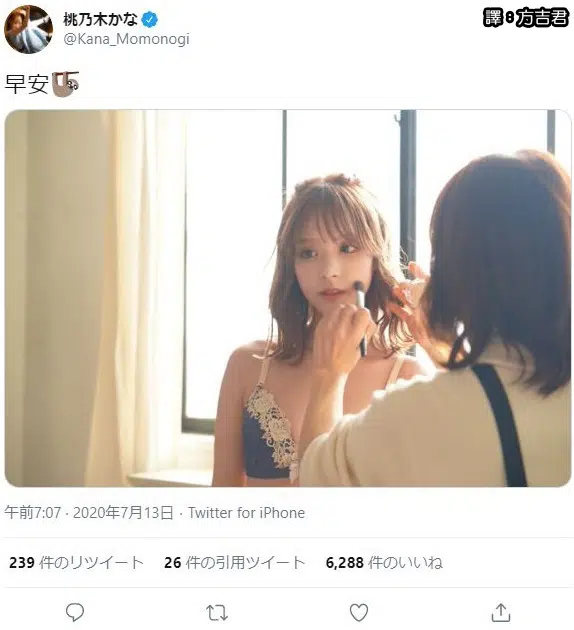 桃乃木かな
譯:方吉君
@Kana_Momonogi
早安🦥
午前7:07 · 2020年7月13日 · Twitter for iPhone
239 件のリツイート 26 件の引用ツイート 6,288 件のいいね